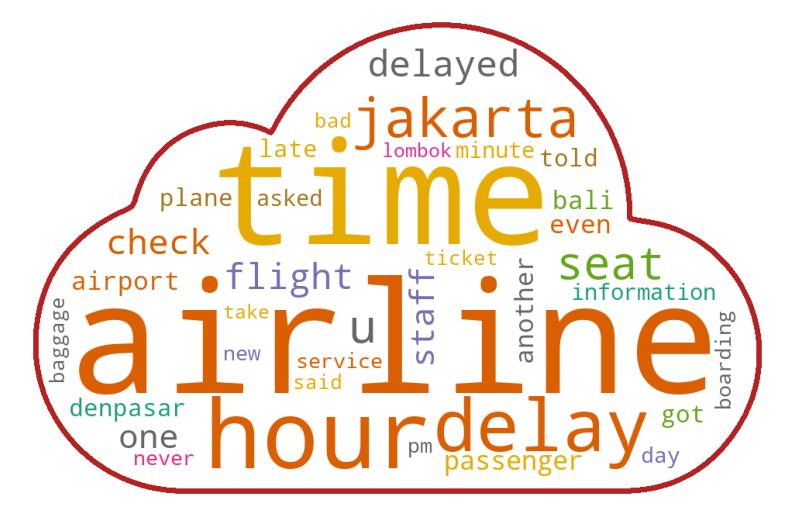 delayed
bad jakarta
late time lombok minute told
plane asked bali
check even
airport flight ticket seat
baggage airline take u staff another information boarding
new service
said
denpasar hour delay got
one pm
never passenger day